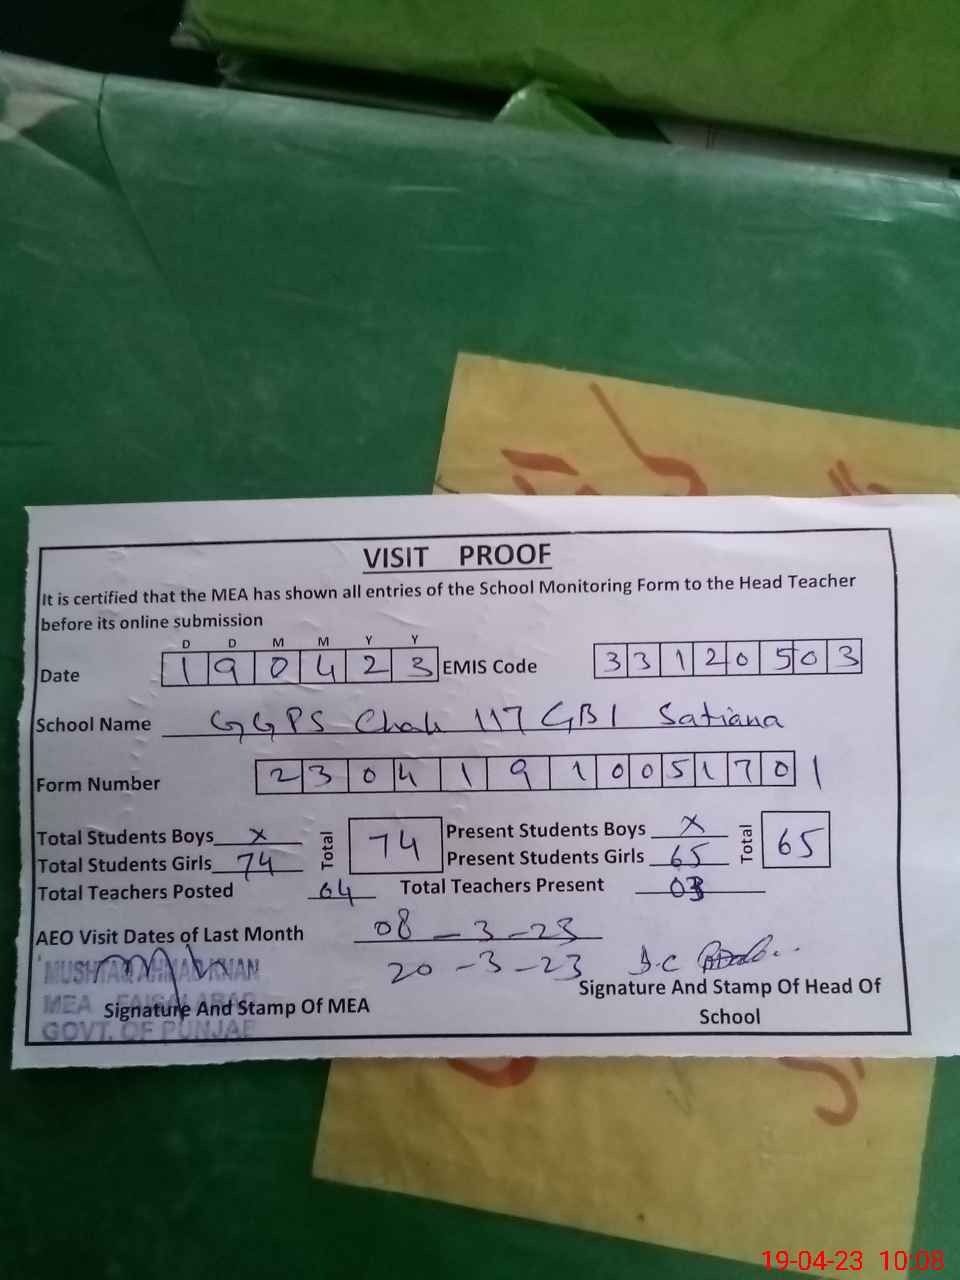 VISIT PROOF
It is certified that the MEA has shown all entries of the School Monitoring Form to the Head Teacher
before its online submission
D D M M Y Y
Date 1 9 0 4 2 3 EMIS Code 3 3 1 2 0 5 0 3
School Name GGPS Chak 117 GB I Satiana
Form Number 2 3 0 4 1 9 1 0 0 5 1 7 0 1
Total Students Boys x Total 74 Present Students Boys x Total 65
Total Students Girls 74 Present Students Girls 65
Total Teachers Posted 04 Total Teachers Present 03
AEO Visit Dates of Last Month 08-3-23
20-3-23
MUSHTAQ AHMAD KHAN
Signature And Stamp Of Head Of
MEA FAISALABAD
Signature And Stamp Of MEA
School
GOVT. OF PUNJAB
19-04-23 10:08